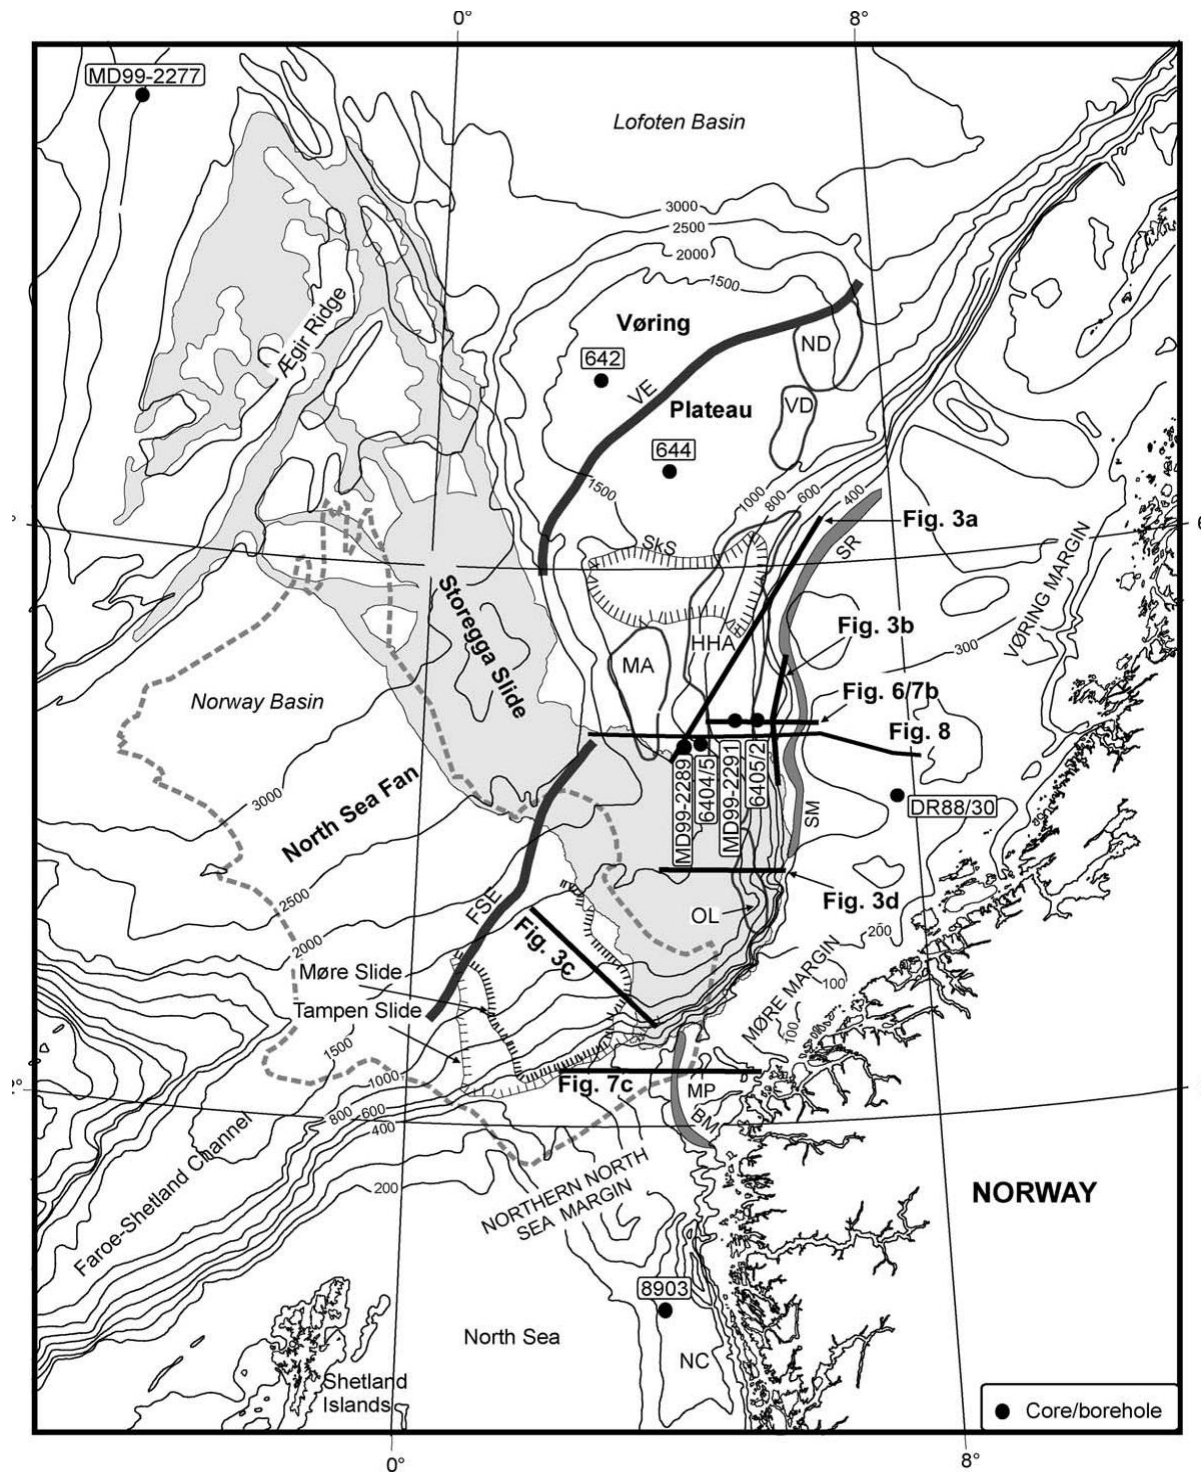 0°
8°
MD99-2277
Lofoten Basin
3000
2500
2000
1500
Vøring
Ægir Ridge
ND
642
VE
Plateau
VD
644
1500
1000
800
600
400
Fig. 3a
SkS
SR
VØRING MARGIN
Storegga Slide
Fig. 3b
HHA
300
MA
Norway Basin
Fig. 6/7b
Fig. 8
MD99-2289
6404/5
MD99-2291
6405/2
3000
North Sea Fan
SM
DR88/30
2500
FSE
OL
Fig. 3d
200
2000
Fig. 3c
Møre Slide
MØRE MARGIN
100
Tampen Slide
100
1500
1000
Fig. 7c
MP
800
600
BM
400
Faroe-Shetland Channel
200
NORTHERN NORTH
SEA MARGIN
NORWAY
8903
North Sea
NC
Shetland
Islands
Core/borehole
0°
8°